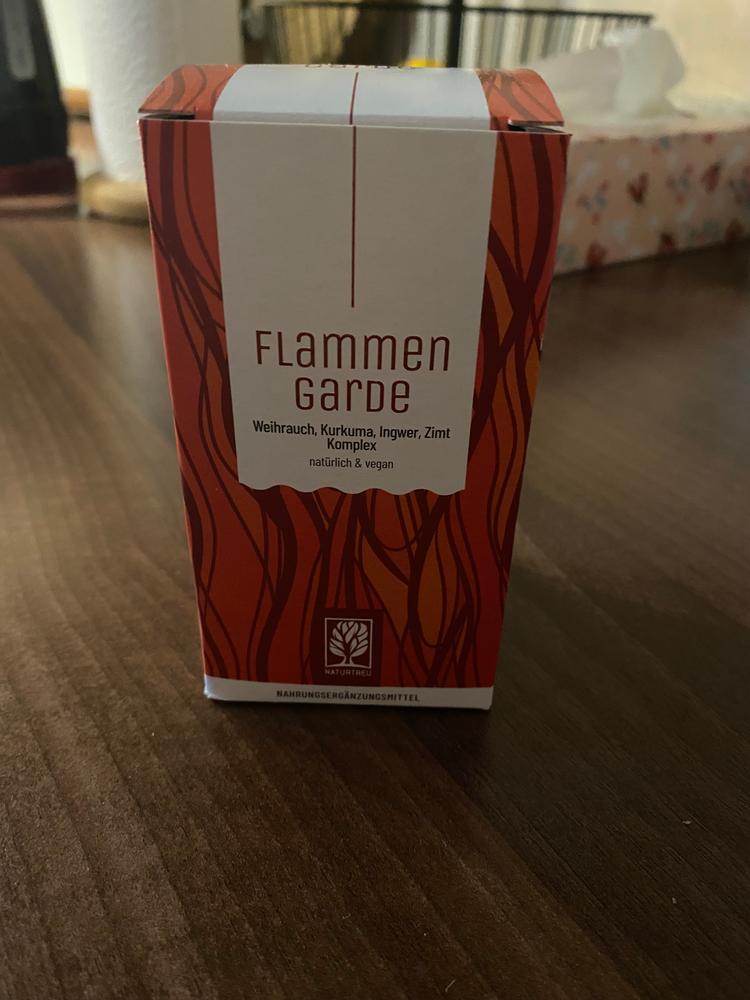 FLammen
GarDe
Weihrauch, Kurkuma, Ingwer, Zimt
Komplex
natürlich & vegan
NATURTREU
NAHRUNGSERGÄNZUNGSMITTEL